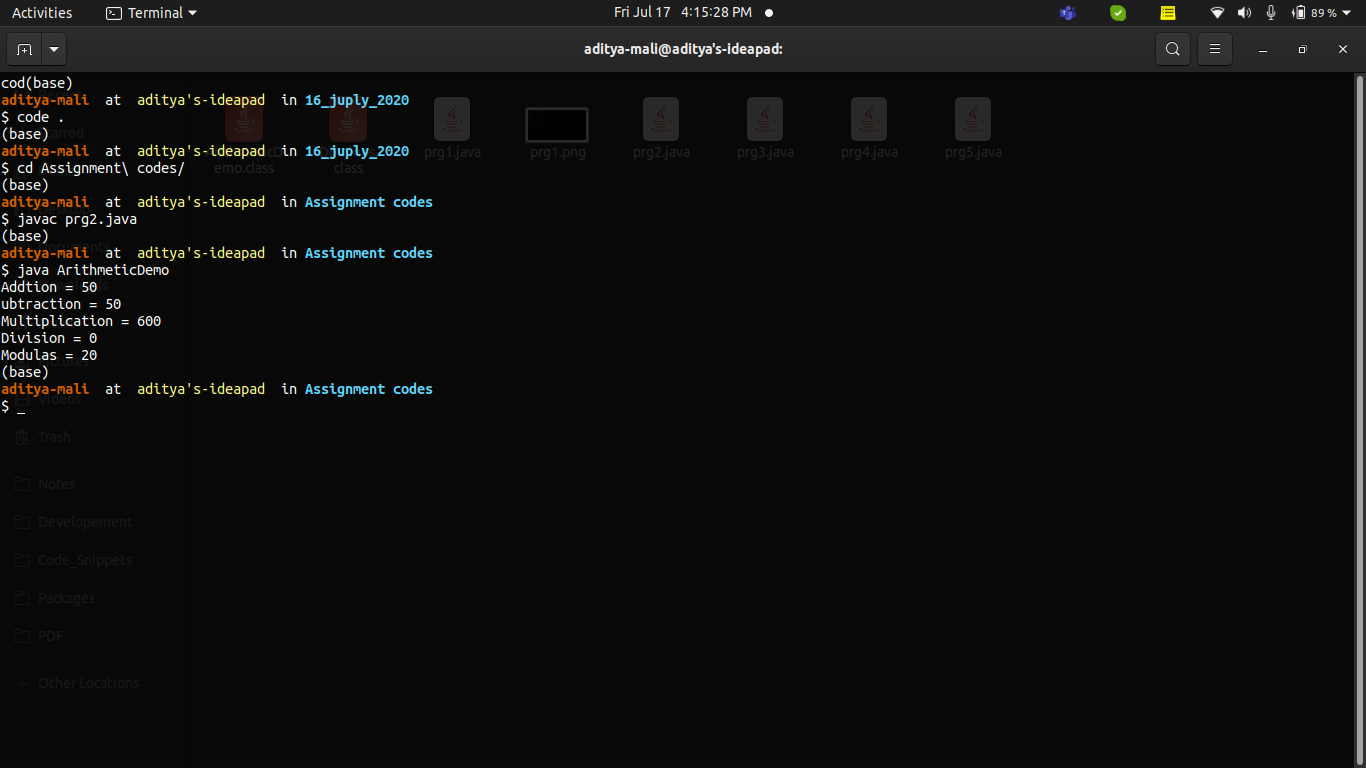 Activities Terminal Fri Jul 17 4:15:28 PM 89 %
aditya-mali@aditya's-ideapad:
cod(base)
aditya-mali at aditya's-ideapad in 16_juply_2020
$ code .
(base)
aditya-mali at aditya's-ideapad in 16_juply_2020
$ cd Assignment\ codes/
(base)
aditya-mali at aditya's-ideapad in Assignment codes
$ javac prg2.java
(base)
aditya-mali at aditya's-ideapad in Assignment codes
$ java ArithmeticDemo
Addtion = 50
ubtraction = 50
Multiplication = 600
Division = 0
Modulas = 20
(base)
aditya-mali at aditya's-ideapad in Assignment codes
$ _
prg1.java prg1.png prg2.java prg3.java prg4.java prg5.java
emo.class class
Videos
Trash
Notes
Developement
Code_Snippets
Packages
PDF
Other Locations